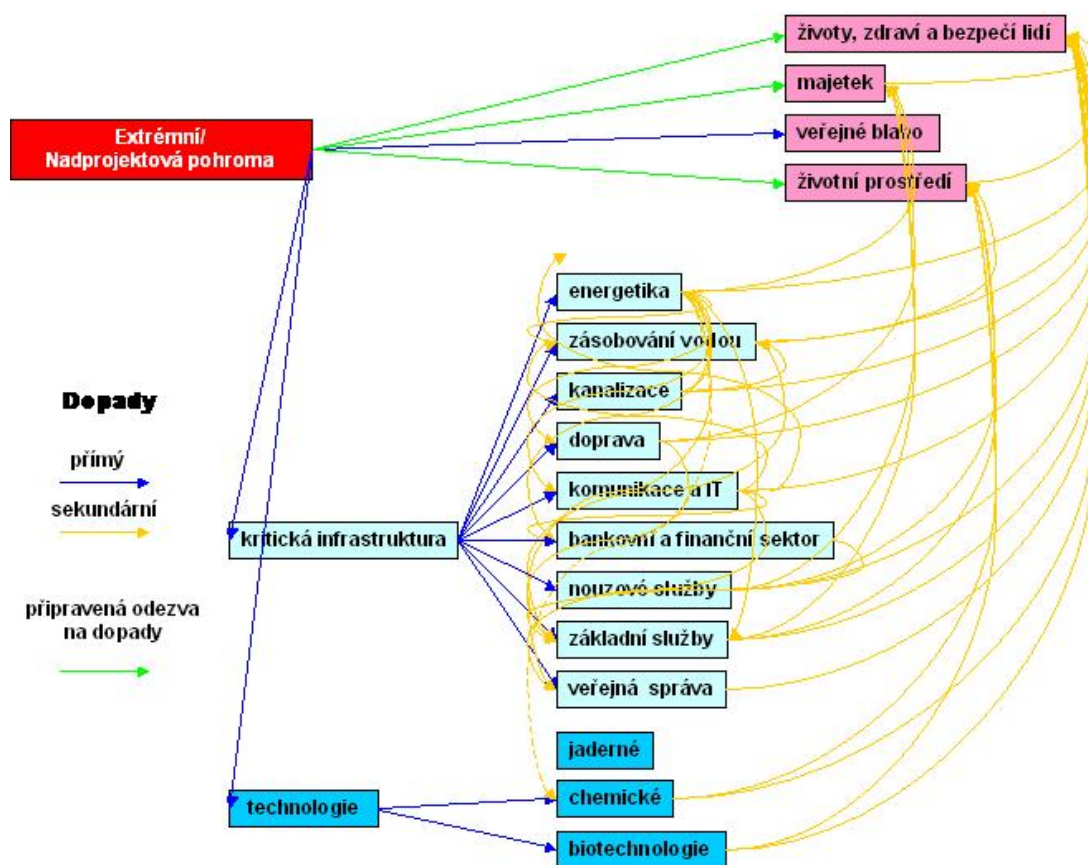 životy, zdraví a bezpečí lidí
majetek
Extrémní/
Nadprojektová pohroma
veřejné blaho
životní prostředí
energetika
zásobování vodou
kanalizace
Dopady
doprava
přímý
komunikace a IT
sekundární
kritická infrastruktura
bankovní a finanční sektor
nouzové služby
připravená odezva
na dopady
základní služby
veřejná správa
jaderné
technologie
chemické
biotechnologie